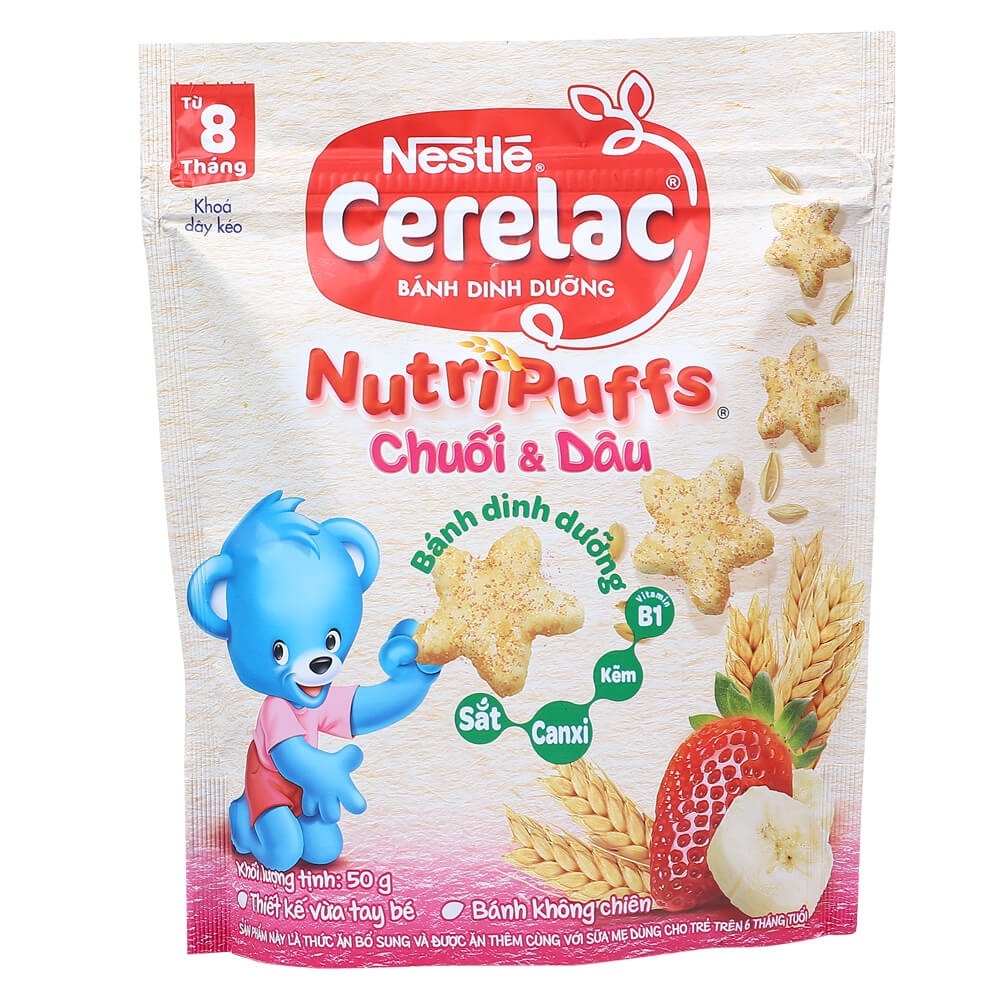 Từ
8
Tháng
Khoá
dây kéo
Nestlé®
Cerelac®
BÁNH DINH DƯỠNG
NutriPuffs®
Chuối & Dâu
Bánh dinh dưỡng
Vitamin
B1
Kẽm
Canxi
Sắt
Khối lượng tịnh: 50 g
Thiết kế vừa tay bé
Bánh không chiên
SẢN PHẨM NÀY LÀ THỨC ĂN BỔ SUNG VÀ ĐƯỢC ĂN THÊM CÙNG VỚI SỮA MẸ DÙNG CHO TRẺ TRÊN 6 THÁNG TUỔI